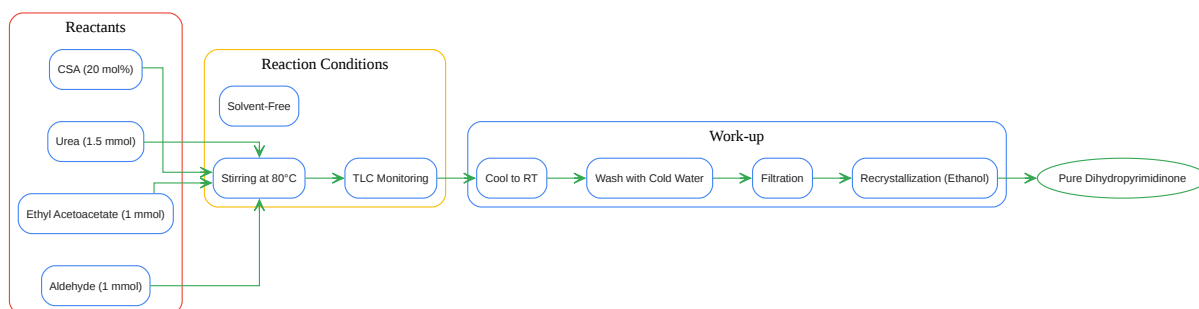 Reactants
CSA (20 mol%)
Urea (1.5 mmol)
Ethyl Acetoacetate (1 mmol)
Aldehyde (1 mmol)
Reaction Conditions
Solvent-Free
Stirring at 80°C
TLC Monitoring
Work-up
Cool to RT
Wash with Cold Water
Filtration
Recrystallization (Ethanol)
Pure Dihydropyrimidinone